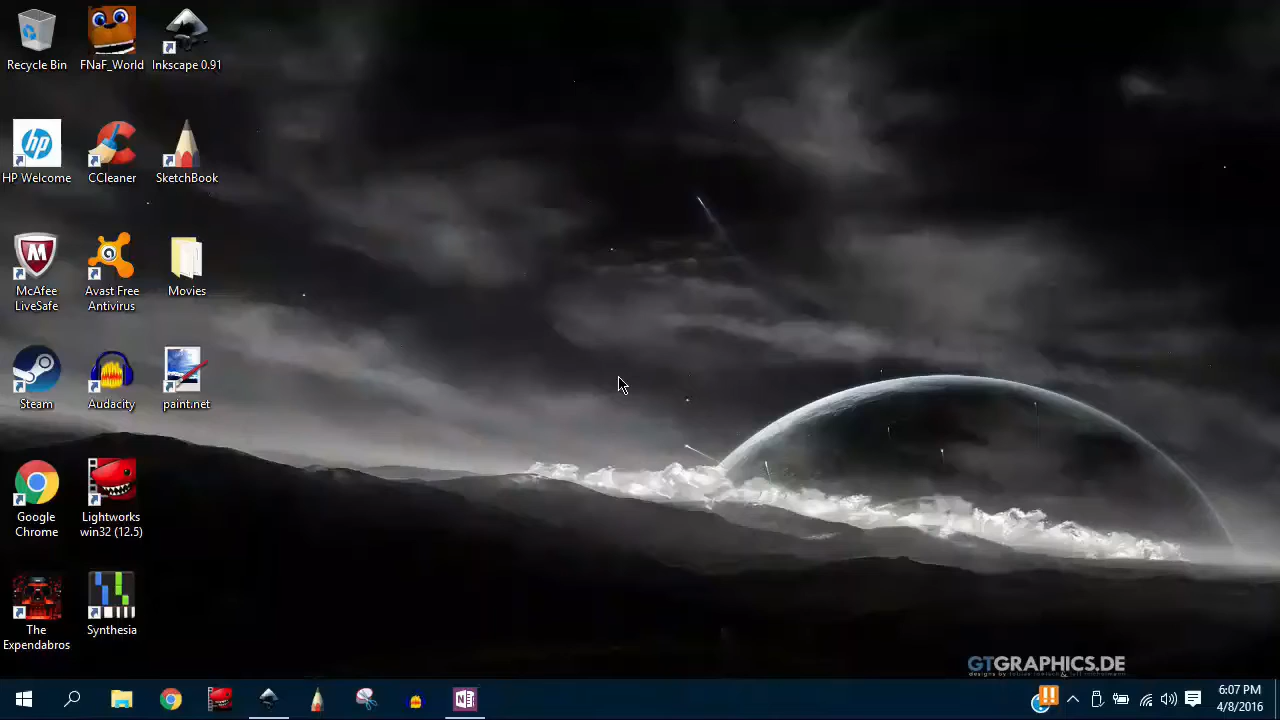 Recycle Bin
FNaF_World
Inkscape 0.91
hp
HP Welcome
CCleaner
SketchBook
McAfee
LiveSafe
Avast Free
Antivirus
Movies
Steam
Audacity
paint.net
Google
Chrome
Lightworks
win32 (12.5)
The
Expendabros
Synthesia
GTGRAPHICS.DE
6:07 PM
4/8/2016